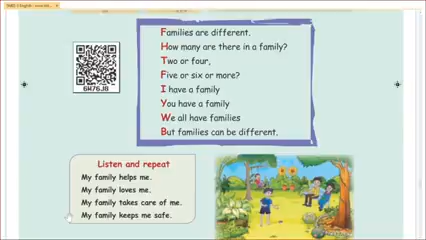 Families are different.
How many are there in a family?
Two or four,
Five or six or more?
I have a family
You have a family
We all have families
But families can be different.
6W76J8
Listen and repeat
My family helps me.
My family loves me.
My family takes care of me.
My family keeps me safe.